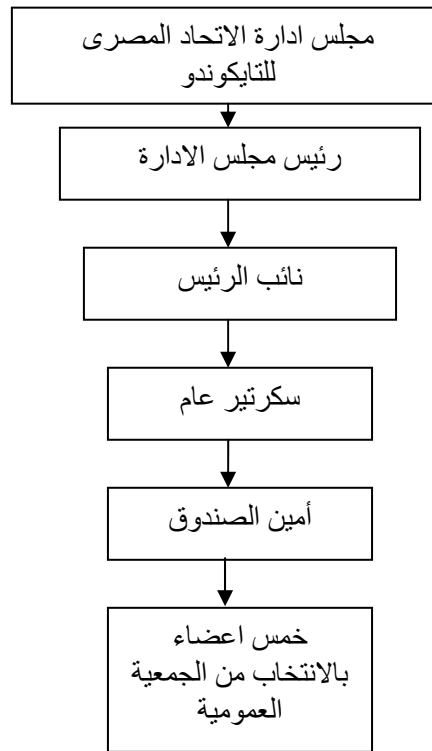 مجلس ادارة الاتحاد المصرى
للتايكوندو
رئيس مجلس الادارة
نائب الرئيس
سكرتير عام
أمين الصندوق
خمس اعضاء
بالانتخاب من الجمعية
العمومية